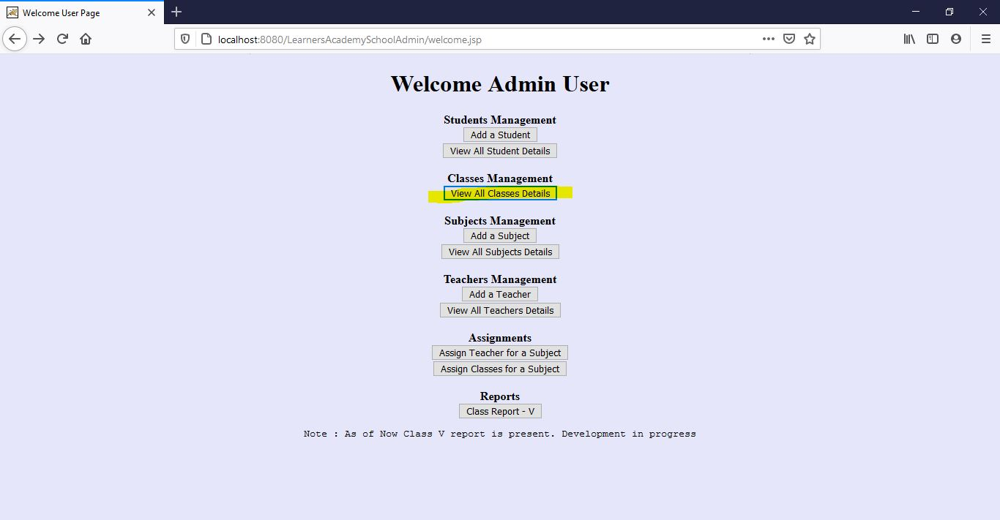 Welcome User Page
localhost:8080/LearnersAcademySchoolAdmin/welcome.jsp
Welcome Admin User
Students Management
Add a Student
View All Student Details
Classes Management
View All Classes Details
Subjects Management
Add a Subject
View All Subjects Details
Teachers Management
Add a Teacher
View All Teachers Details
Assignments
Assign Teacher for a Subject
Assign Classes for a Subject
Reports
Class Report - V
Note : As of Now Class V report is present. Development in progress